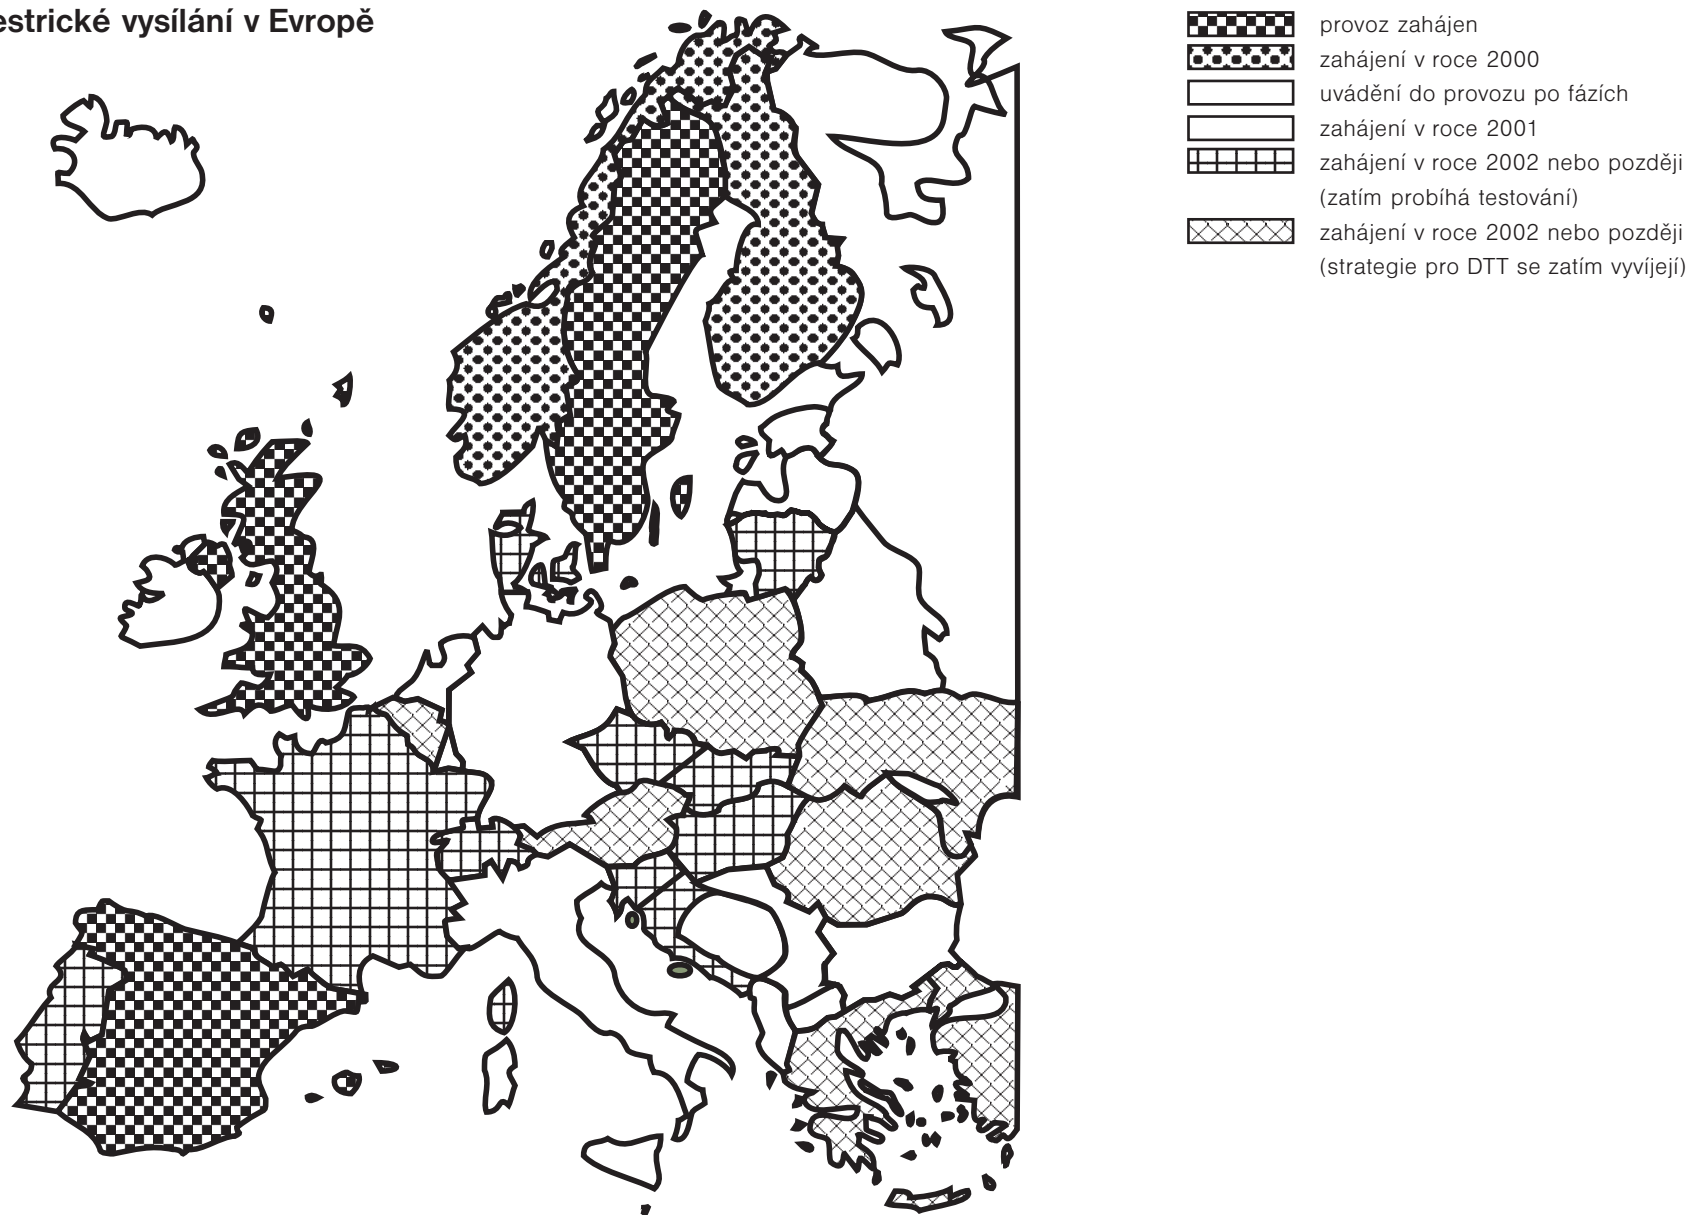 estrické vysílání v Evropě
provoz zahájen
zahájení v roce 2000
uvádění do provozu po fázích
zahájení v roce 2001
zahájení v roce 2002 nebo později
(zatím probíhá testování)
zahájení v roce 2002 nebo později
(strategie pro DTT se zatím vyvíjejí)